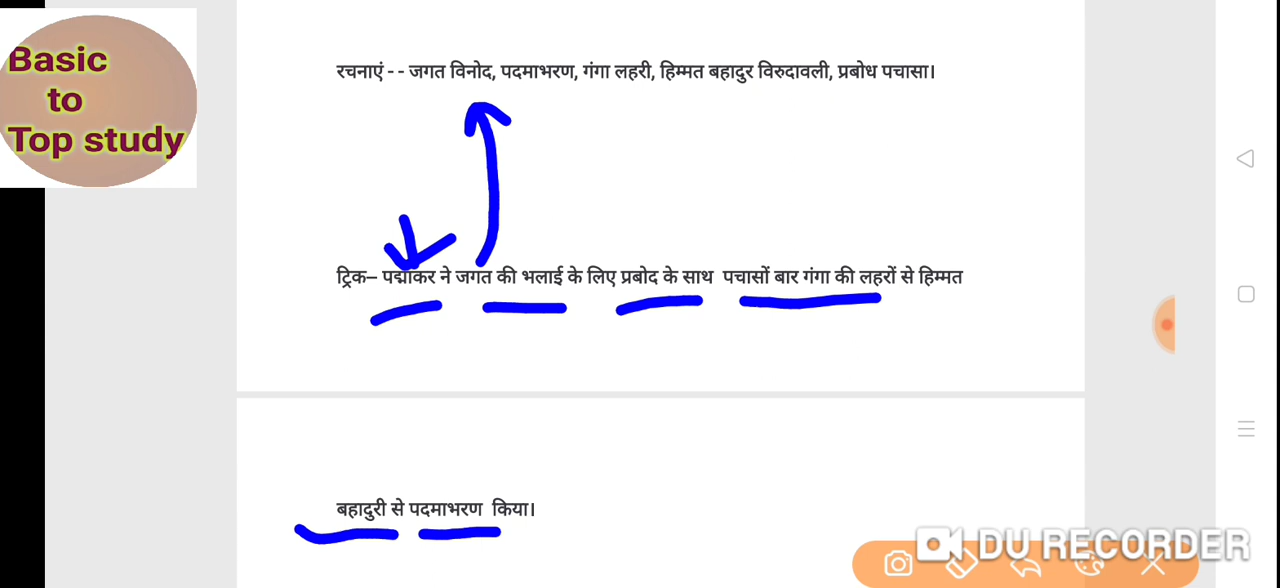 Basic
to
Top study
रचनाएं - - जगत विनोद, पदमाभरण, गंगा लहरी, हिम्मत बहादुर विरुदावली, प्रबोध पचासा।
ट्रिक– पद्माकर ने जगत की भलाई के लिए प्रबोद के साथ पचासों बार गंगा की लहरों से हिम्मत
बहादुरी से पदमाभरण किया।
DU RECORDER